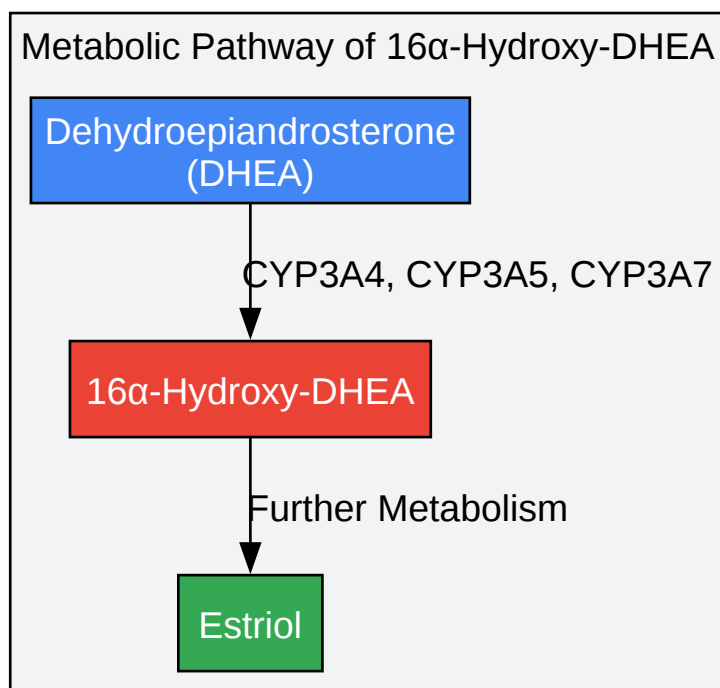 Metabolic Pathway of 16α-Hydroxy-DHEA
Dehydroepiandrosterone
(DHEA)
CYP3A4, CYP3A5, CYP3A7
16α-Hydroxy-DHEA
Further Metabolism
Estriol